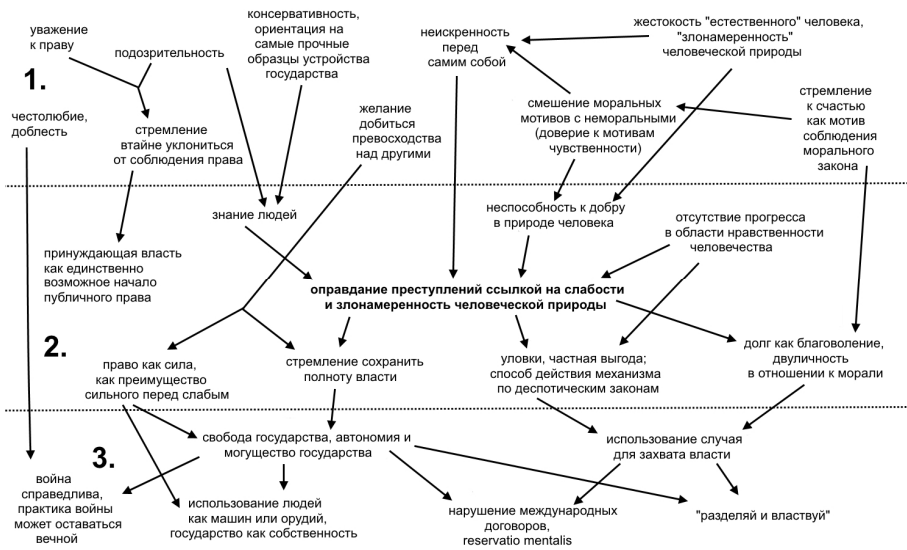 уважение
к праву
подозрительность
консервативность,
ориентация на
самые прочные
образцы устройства
государства
неискренность
перед
самим собой
жестокость "естественного" человека,
"злонамеренность"
человеческой природы
1.
честолюбие,
доблесть
стремление
втайне уклониться
от соблюдения права
желание
добиться
превосходства
над другими
смешение моральных
мотивов с неморальными
(доверие к мотивам
чувственности)
стремление
к счастью
как мотив
соблюдения
морального
закона
знание людей
неспособность к добру
в природе человека
отсутствие прогресса
в области нравственности
человечества
принуждающая власть
как единственно
возможное начало
публичного права
оправдание преступлений ссылкой на слабости
и злонамеренность человеческой природы
2.
право как сила,
как преимущество
сильного перед слабым
стремление сохранить
полноту власти
уловки, частная выгода;
способ действия механизма
по деспотическим законам
долг как благоволение,
двуличность
в отношении к морали
3.
свобода государства, автономия и
могущество государства
использование случая
для захвата власти
война
справедлива,
практика войны
может оставаться
вечной
использование людей
как машин или орудий,
государство как собственность
нарушение международных
договоров,
reservatio mentalis
"разделяй и властвуй"